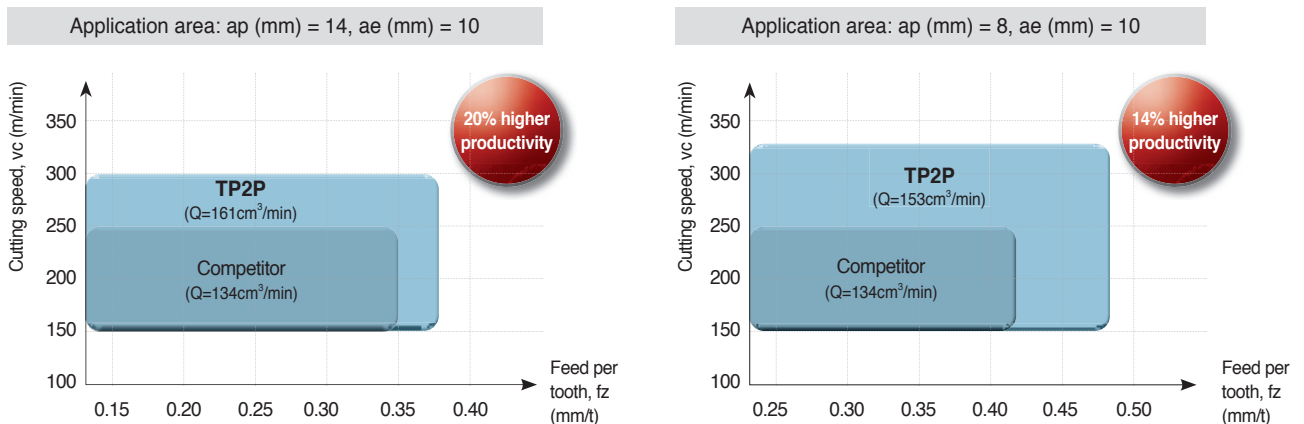 Application area: ap (mm) = 14, ae (mm) = 10
Cutting speed, vc (m/min)
350
300
250
200
150
100
20% higher
productivity
TP2P
(Q=161cm³/min)
Competitor
(Q=134cm³/min)
0.15 0.20 0.25 0.30 0.35 0.40
Feed per
tooth, fz
(mm/t)
Application area: ap (mm) = 8, ae (mm) = 10
Cutting speed, vc (m/min)
350
300
250
200
150
100
14% higher
productivity
TP2P
(Q=153cm³/min)
Competitor
(Q=134cm³/min)
0.25 0.30 0.35 0.40 0.45 0.50
Feed per
tooth, fz
(mm/t)